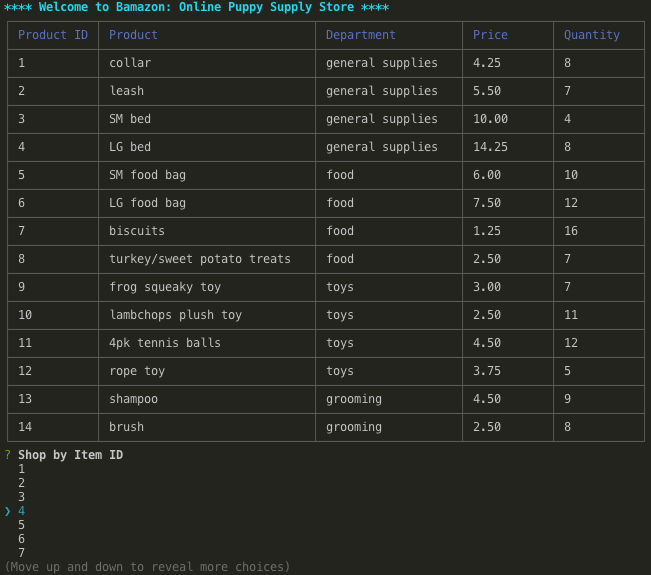 **** Welcome to Bamazon: Online Puppy Supply Store ****
Product ID Product Department Price Quantity
1 collar general supplies 4.25 8
2 leash general supplies 5.50 7
3 SM bed general supplies 10.00 4
4 LG bed general supplies 14.25 8
5 SM food bag food 6.00 10
6 LG food bag food 7.50 12
7 biscuits food 1.25 16
8 turkey/sweet potato treats food 2.50 7
9 frog squeaky toy toys 3.00 7
10 lambchops plush toy toys 2.50 11
11 4pk tennis balls toys 4.50 12
12 rope toy toys 3.75 5
13 shampoo grooming 4.50 9
14 brush grooming 2.50 8
? Shop by Item ID
1
2
3
❯ 4
5
6
7
(Move up and down to reveal more choices)